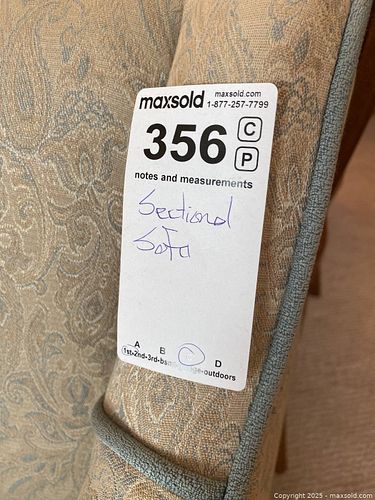 maxsold
maxsold.com
1-877-257-7799
356
C
P
notes and measurements
Sectional
Sofa
A B D
1st-2nd-3rd-bs -outdoors
Copyright 2025 - maxsold.com